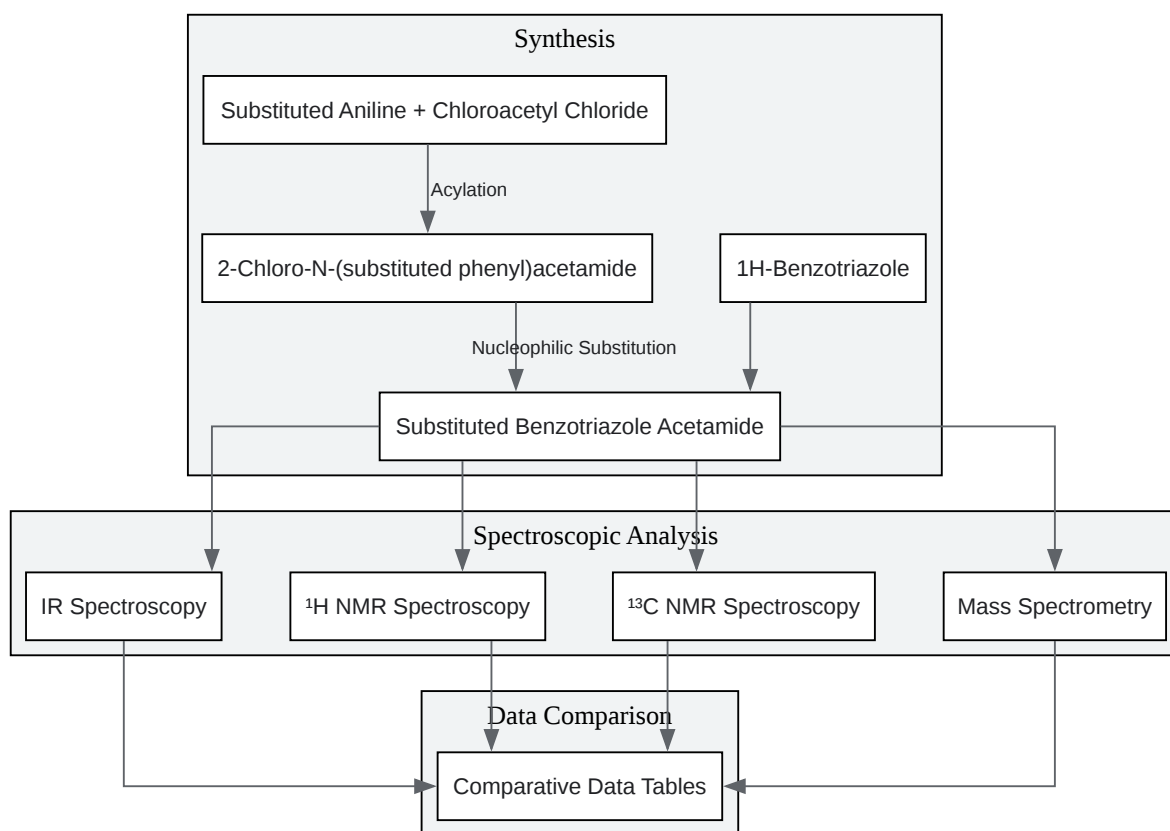 Synthesis
Substituted Aniline + Chloroacetyl Chloride
Acylation
2-Chloro-N-(substituted phenyl)acetamide
1H-Benzotriazole
Nucleophilic Substitution
Substituted Benzotriazole Acetamide
Spectroscopic Analysis
IR Spectroscopy
¹H NMR Spectroscopy
¹³C NMR Spectroscopy
Mass Spectrometry
Data Comparison
Comparative Data Tables